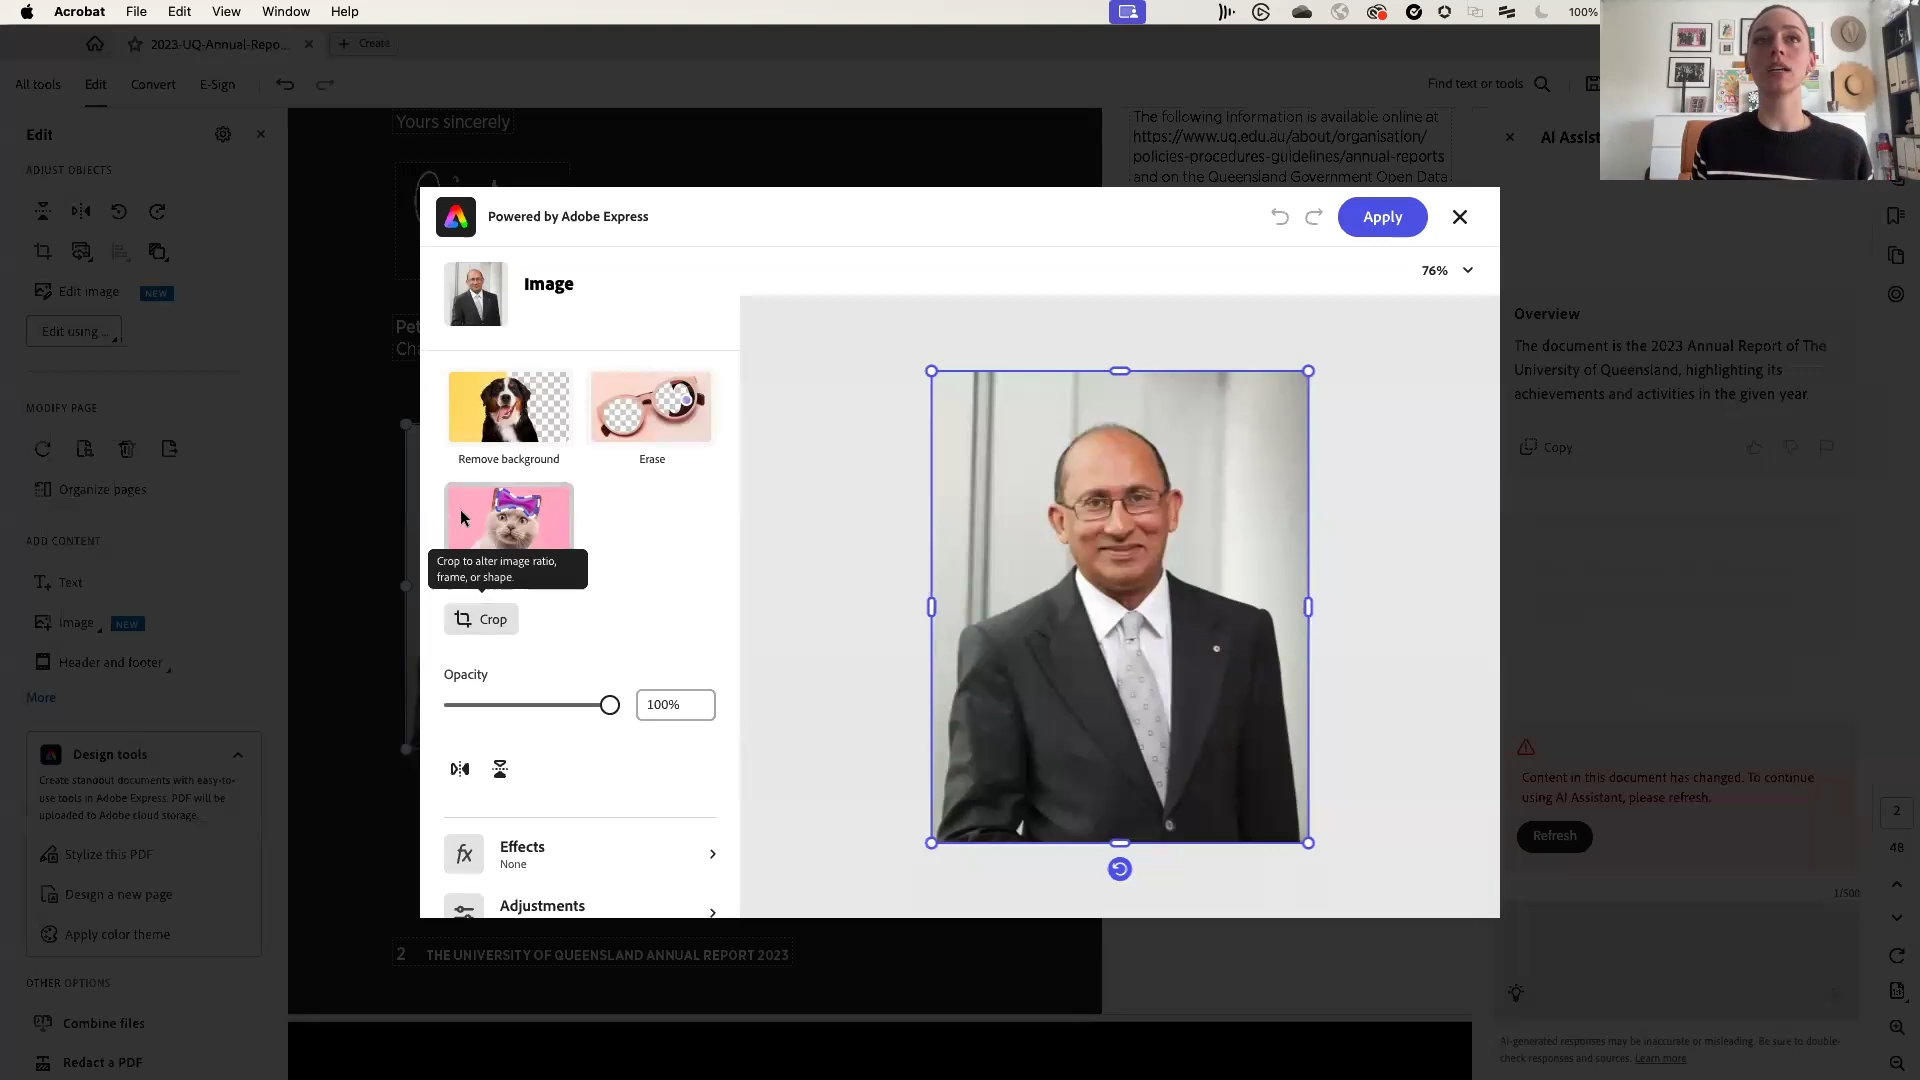 Acrobat File Edit View Window Help
100%
2023-UQ-Annual-Repo...
Create
All tools Edit Convert E-Sign
Find text or tools
Edit
ADJUST OBJECTS
Edit image NEW
Edit using ...
MODIFY PAGE
Organize pages
ADD CONTENT
Text
Image NEW
Header and footer
More
Design tools
Create standout documents with easy-to-
use tools in Adobe Express. PDF will be
uploaded to Adobe cloud storage.
Stylize this PDF
Design a new page
Apply color theme
OTHER OPTIONS
Combine files
Redact a PDF
Yours sincerely
Pet
Ch
2 THE UNIVERSITY OF QUEENSLAND ANNUAL REPORT 2023
The following information is available online at
https://www.uq.edu.au/about/organisation/
policies-procedures-guidelines/annual-reports
and on the Queensland Government Open Data
Powered by Adobe Express
Apply
Image
76%
Remove background
Erase
Crop to alter image ratio,
frame, or shape.
Crop
Opacity
100%
fx
Effects
None
Adjustments
AI Assist
Overview
The document is the 2023 Annual Report of The
University of Queensland, highlighting its
achievements and activities in the given year
Copy
Content in this document has changed. To continue
using AI Assistant, please refresh.
Refresh
1/500
AI-generated responses may be inaccurate or misleading. Be sure to double-
check responses and sources. Learn more
2
48